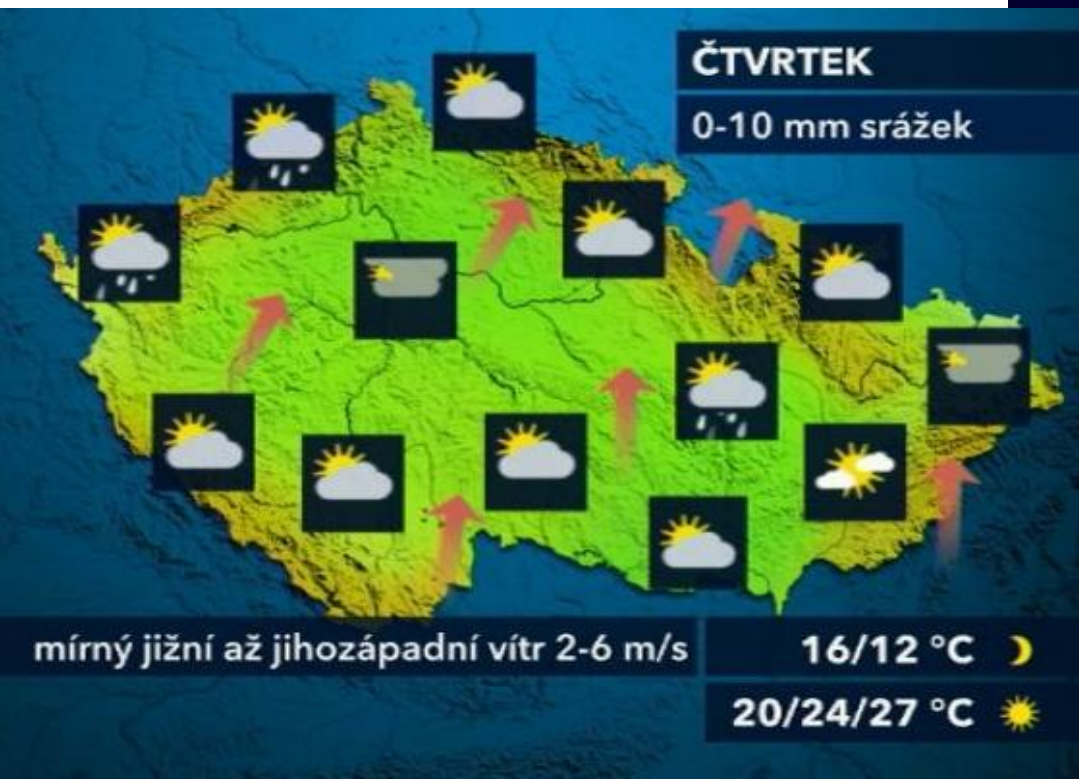 ČTVRTEK
0-10 mm srážek
mírný jižní až jihozápadní vítr 2-6 m/s
16/12 °C
20/24/27 °C